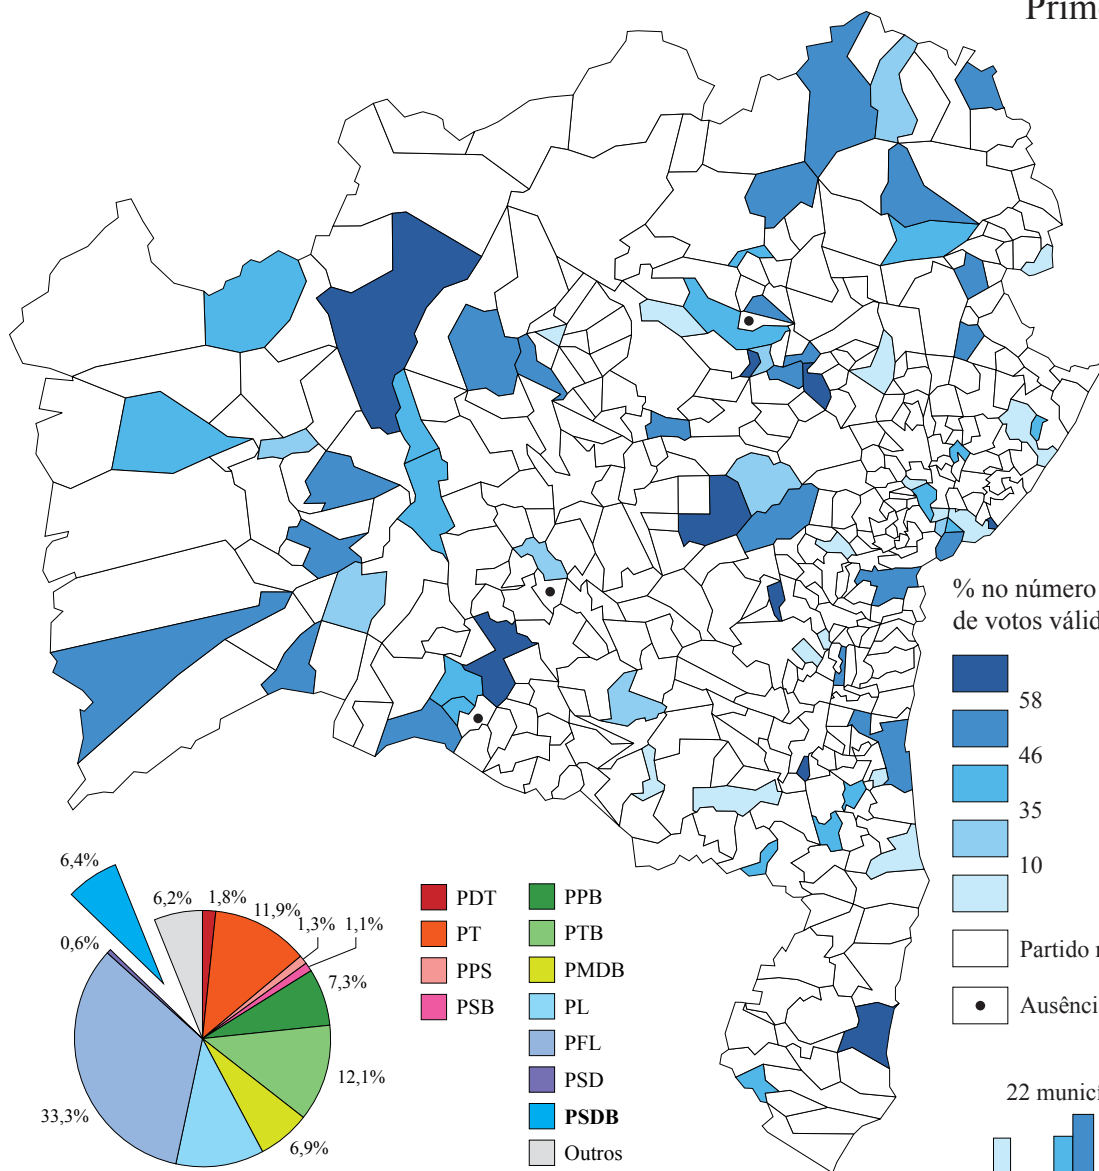 Prim
% no número
de votos válid
58
46
35
10
Partido
Ausênci
22 municí
6,4%
6,2%
1,8%
11,9%
1,3%
1,1%
0,6%
7,3%
12,1%
6,9%
33,3%
PDT
PT
PPS
PSB
PPB
PTB
PMDB
PL
PFL
PSD
PSDB
Outros